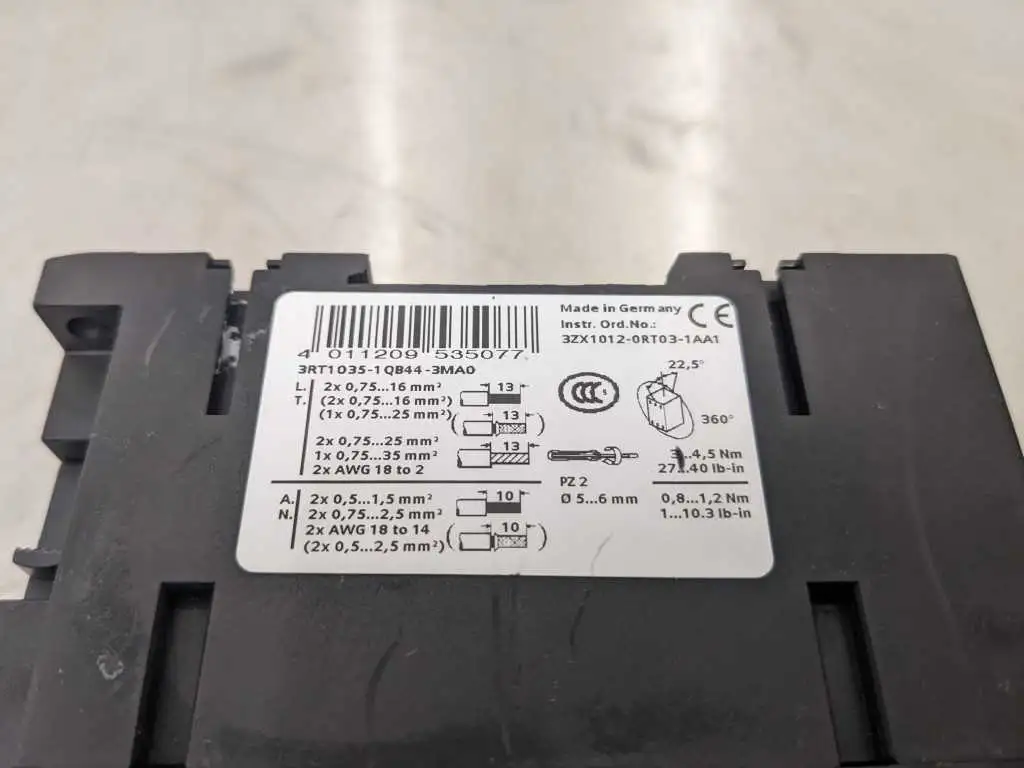 Made in Germany
Instr. Ord.No.:
3ZX1012-0RT03-1AA1
CE
4 011209 535077
3RT1035-1QB44-3MA0
L. 2x 0,75...16 mm² 13
T. (2x 0,75...16 mm²)
(1x 0,75...25 mm²) ( 13 )
2x 0,75...25 mm² 13
1x 0,75...35 mm²
2x AWG 18 to 2
CCC S
22,5°
360°
PZ 2
Ø 5...6 mm
3...4,5 Nm
27...40 lb-in
A. 2x 0,5...1,5 mm² 10
N. 2x 0,75...2,5 mm²
2x AWG 18 to 14 ( 10 )
(2x 0,5...2,5 mm²)
0,8...1,2 Nm
1...10.3 lb-in